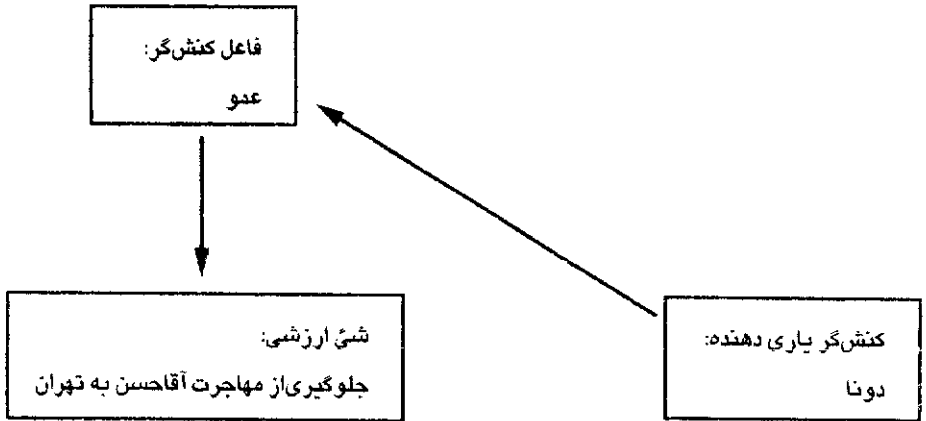 فاعل کنش‌گر:
عدو
شئ ارزشی:
جلوگیری‌از مهاجرت آقاحسن به تهران
کنش‌گر یاری دهنده:
دونا